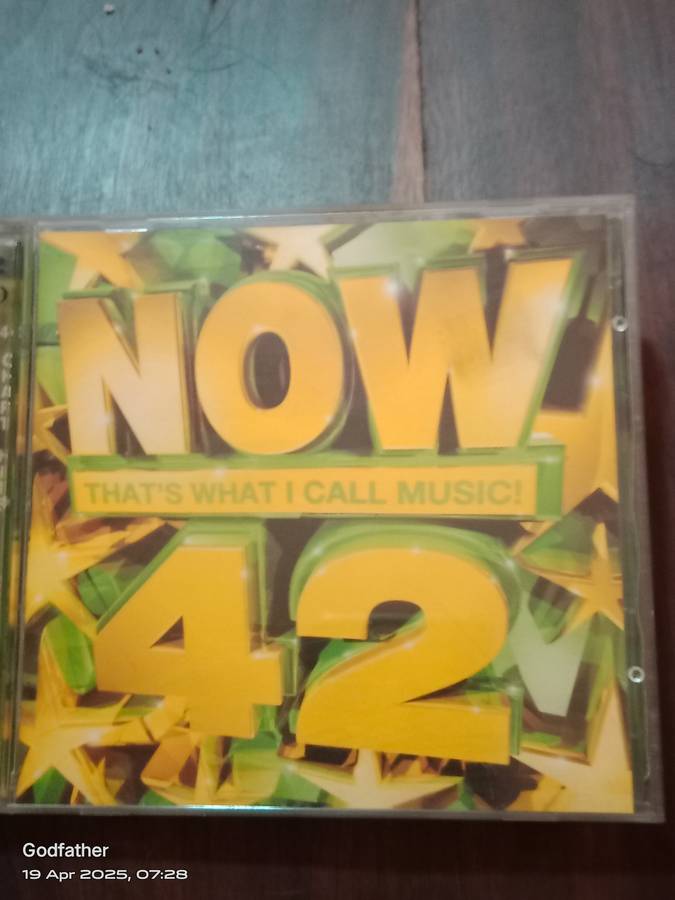 NOW
THAT'S WHAT I CALL MUSIC!
42
Godfather
19 Apr 2025, 07:28